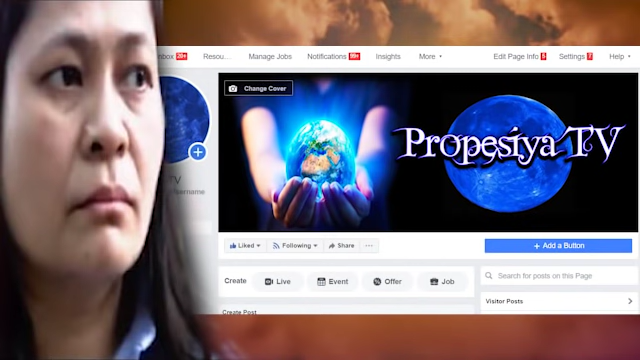 nbox 20+ Resou... Manage Jobs Notifications 99+ Insights More Edit Page Info 5 Settings 7 Help
Change Cover
Propesiya TV
TV
Liked Following Share ... + Add a Button
Create Live Event Offer Job Search for posts on this Page
Visitor Posts
Create Post